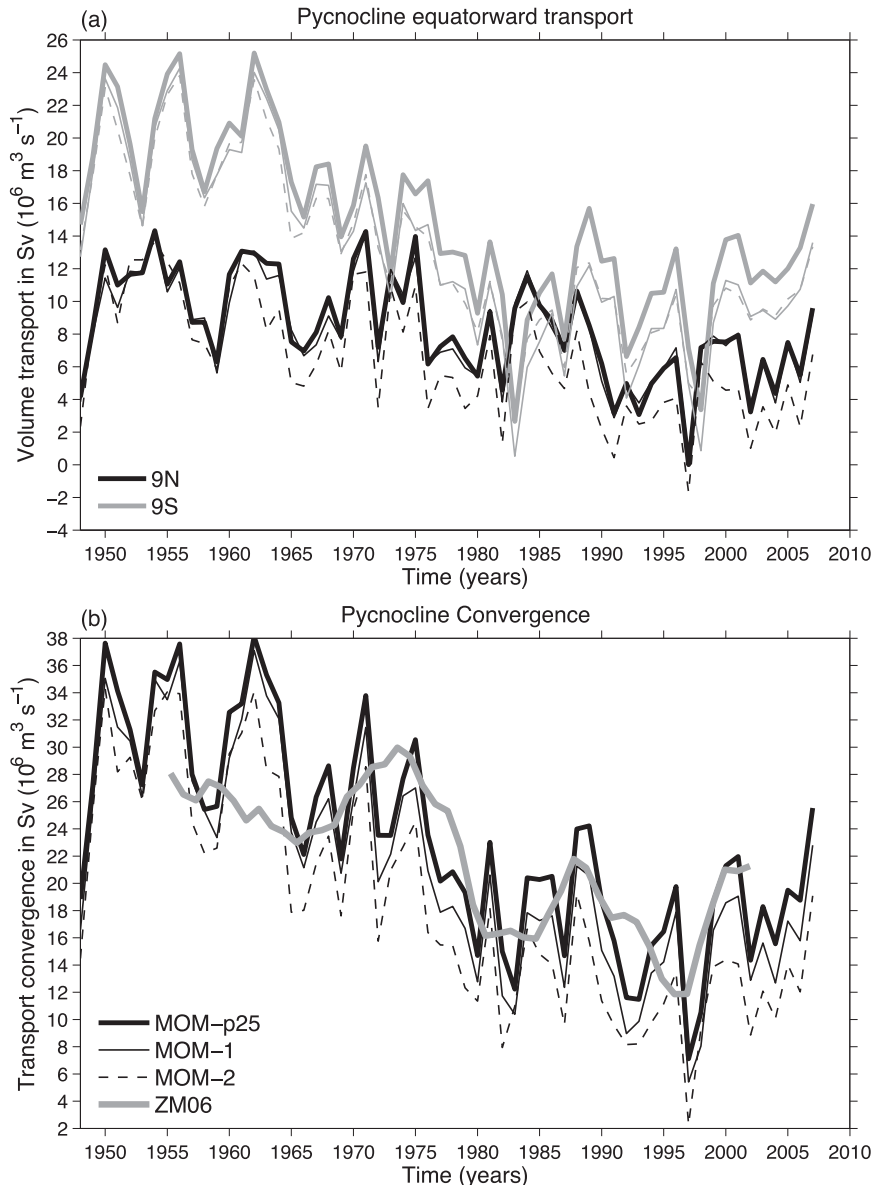 (a)
Pycnocline equatorward transport
Volume transport in Sv (10⁶ m³ s⁻¹)
26
24
22
20
18
16
14
12
10
8
6
4
2
0
−2
−4
9N
9S
1950 1955 1960 1965 1970 1975 1980 1985 1990 1995 2000 2005 2010
Time (years)
(b)
Pycnocline Convergence
Transport convergence in Sv (10⁶ m³ s⁻¹)
38
36
34
32
30
28
26
24
22
20
18
16
14
12
10
8
6
4
2
MOM−p25
MOM−1
MOM−2
ZM06
1950 1955 1960 1965 1970 1975 1980 1985 1990 1995 2000 2005 2010
Time (years)